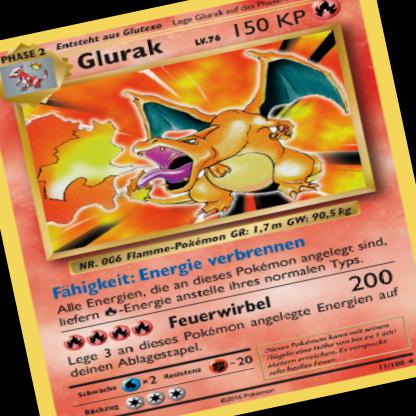 PHASE 2
Entsteht aus Glutexo Lege Glurak auf das Phase-
Glurak LV.76 150 KP
NR. 006 Flamme-Pokémon GR: 1,7 m GW: 90,5 kg
Fähigkeit: Energie verbrennen
Alle Energien, die an dieses Pokémon angelegt sind,
liefern -Energie anstelle ihres normalen Typs.
Feuerwirbel 200
Lege 3 an dieses Pokémon angelegte Energien auf
deinen Ablagestapel.
Schwäche ×2 Resistenz -20
Rückzug
Dieses Pokémon kann mit seinen
Flügeln eine Höhe von bis zu 1 400
Metern erreichen. Es verspuckt
sehr heißes Feuer.
©2016 Pokémon
11/108